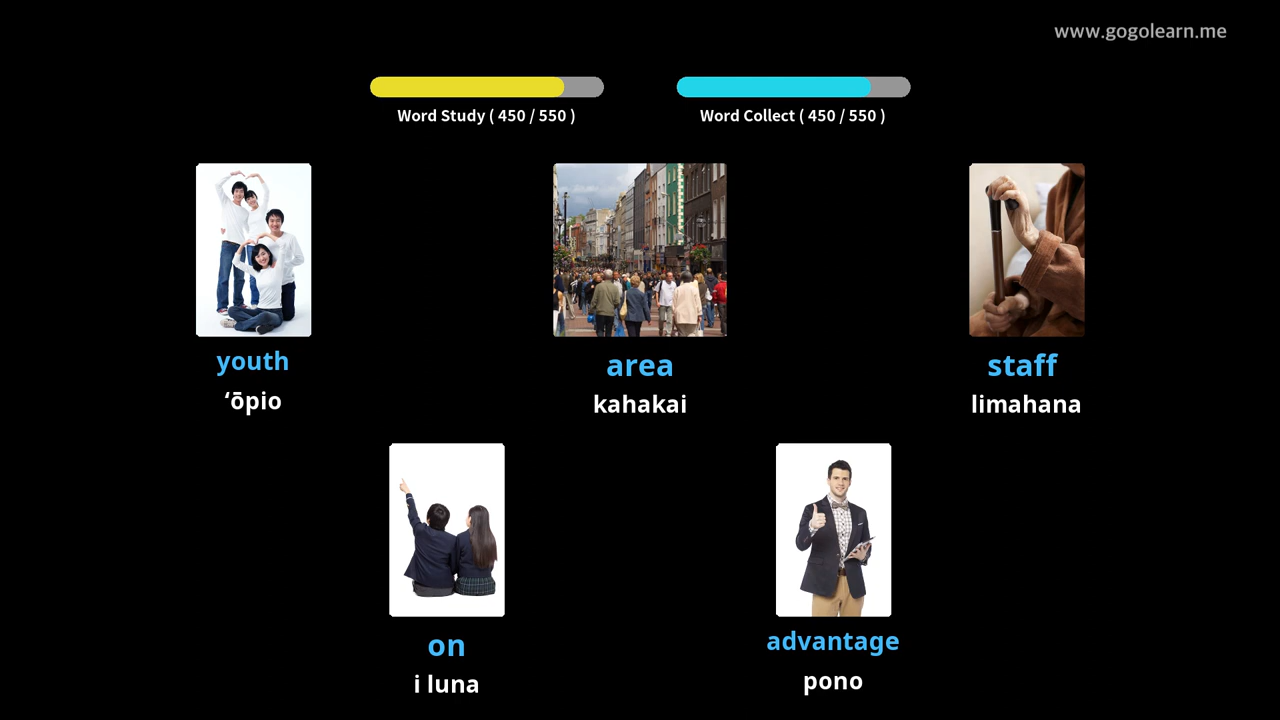 www.gogolearn.me
Word Study ( 450 / 550 )
Word Collect ( 450 / 550 )
youth
ʻōpio
area
kahakai
staff
limahana
on
i luna
advantage
pono